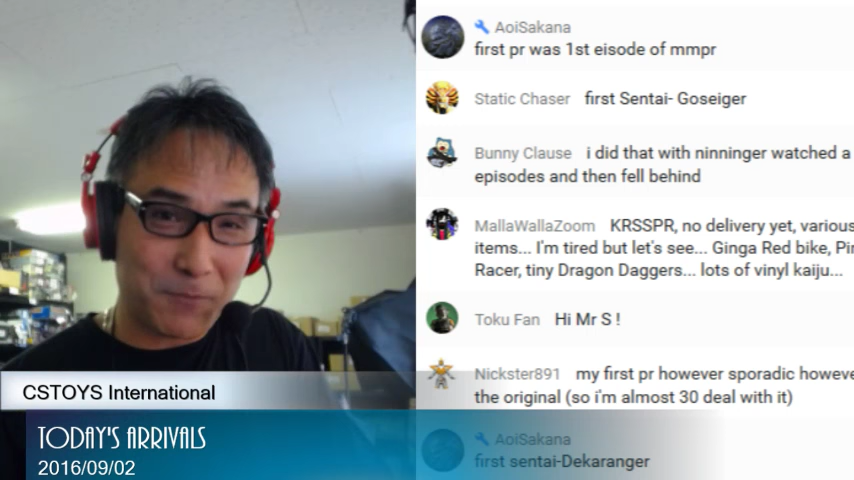 AoiSakana
first pr was 1st eisode of mmpr
Static Chaser first Sentai- Goseiger
Bunny Clause i did that with ninninger watched a
episodes and then fell behind
MallaWallaZoom KRSSPR, no delivery yet, various
items... I'm tired but let's see... Ginga Red bike,
Racer, tiny Dragon Daggers... lots of vinyl kaiju...
Toku Fan Hi Mr S !
Nickster891 my first pr however sporadic
the original (so i'm almost 30 deal with it)
AoiSakana
first sentai-Dekaranger
CSTOYS International
TODAY'S ARRIVALS
2016/09/02